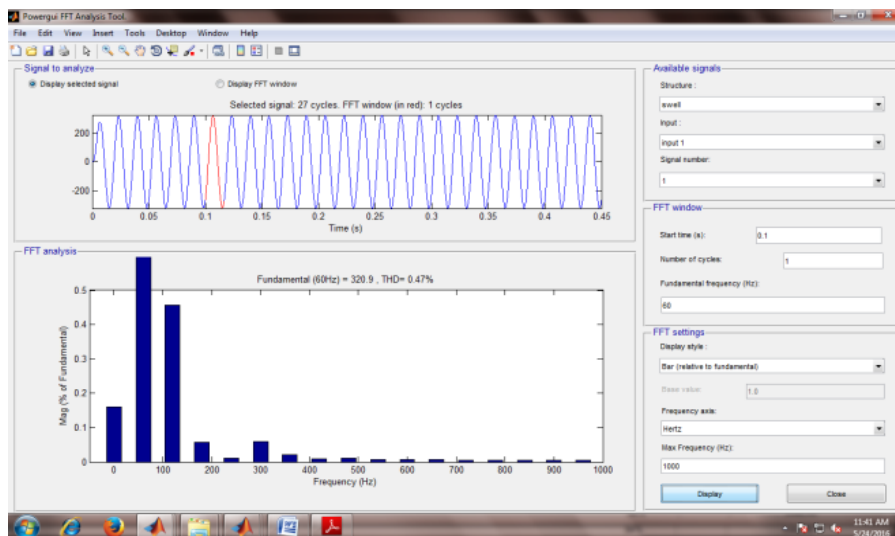 Powergui FFT Analysis Tool.
File Edit View Insert Tools Desktop Window Help
Signal to analyze
Display selected signal
Display FFT window
Selected signal: 27 cycles. FFT window (in red): 1 cycles
200
0
-200
0 0.05 0.1 0.15 0.2 0.25 0.3 0.35 0.4 0.45
Time (s)
FFT analysis
Fundamental (60Hz) = 320.9 , THD= 0.47%
Mag (% of Fundamental)
0.5
0.4
0.3
0.2
0.1
0
0 100 200 300 400 500 600 700 800 900 1000
Frequency (Hz)
Available signals
Structure :
swell
Input :
input 1
Signal number:
1
FFT window
Start time (s): 0.1
Number of cycles: 1
Fundamental frequency (Hz):
60
FFT settings
Display style :
Bar (relative to fundamental)
Base value: 1.0
Frequency axis:
Hertz
Max Frequency (Hz):
1000
Display
Close
11:41 AM
5/24/2016